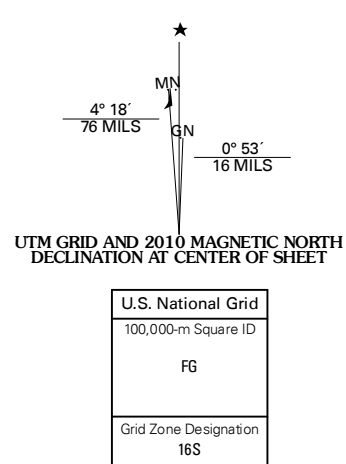 MN
4° 18´
76 MILS
GN
0° 53´
16 MILS
UTM GRID AND 2010 MAGNETIC NORTH
DECLINATION AT CENTER OF SHEET
U.S. National Grid
100,000-m Square ID
FG
Grid Zone Designation
16S